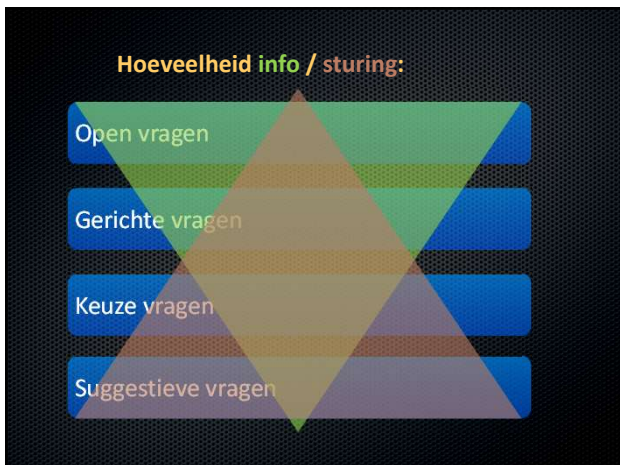 Hoeveelheid info / sturing:
Open vragen
Gerichte vragen
Keuze vragen
Suggestieve vragen